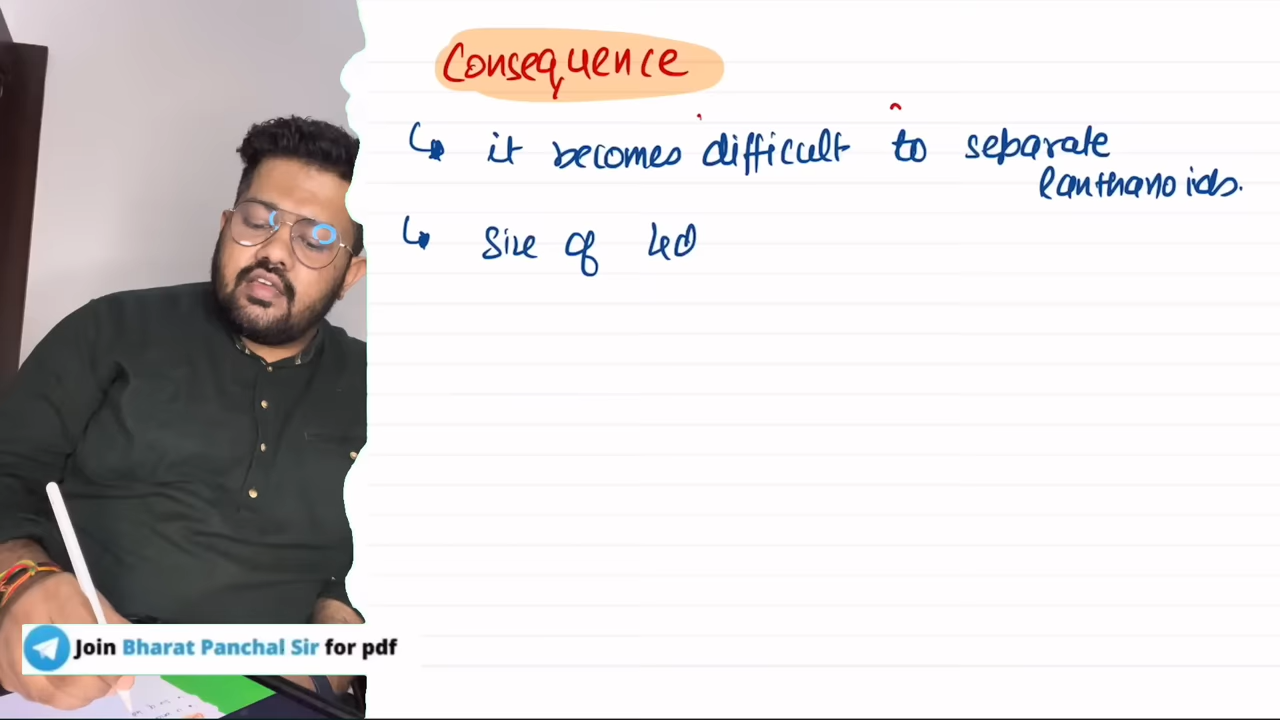 Consequence
↳ it becomes difficult to separate
lanthanoids.
↳ size of 4d
Join Bharat Panchal Sir for pdf